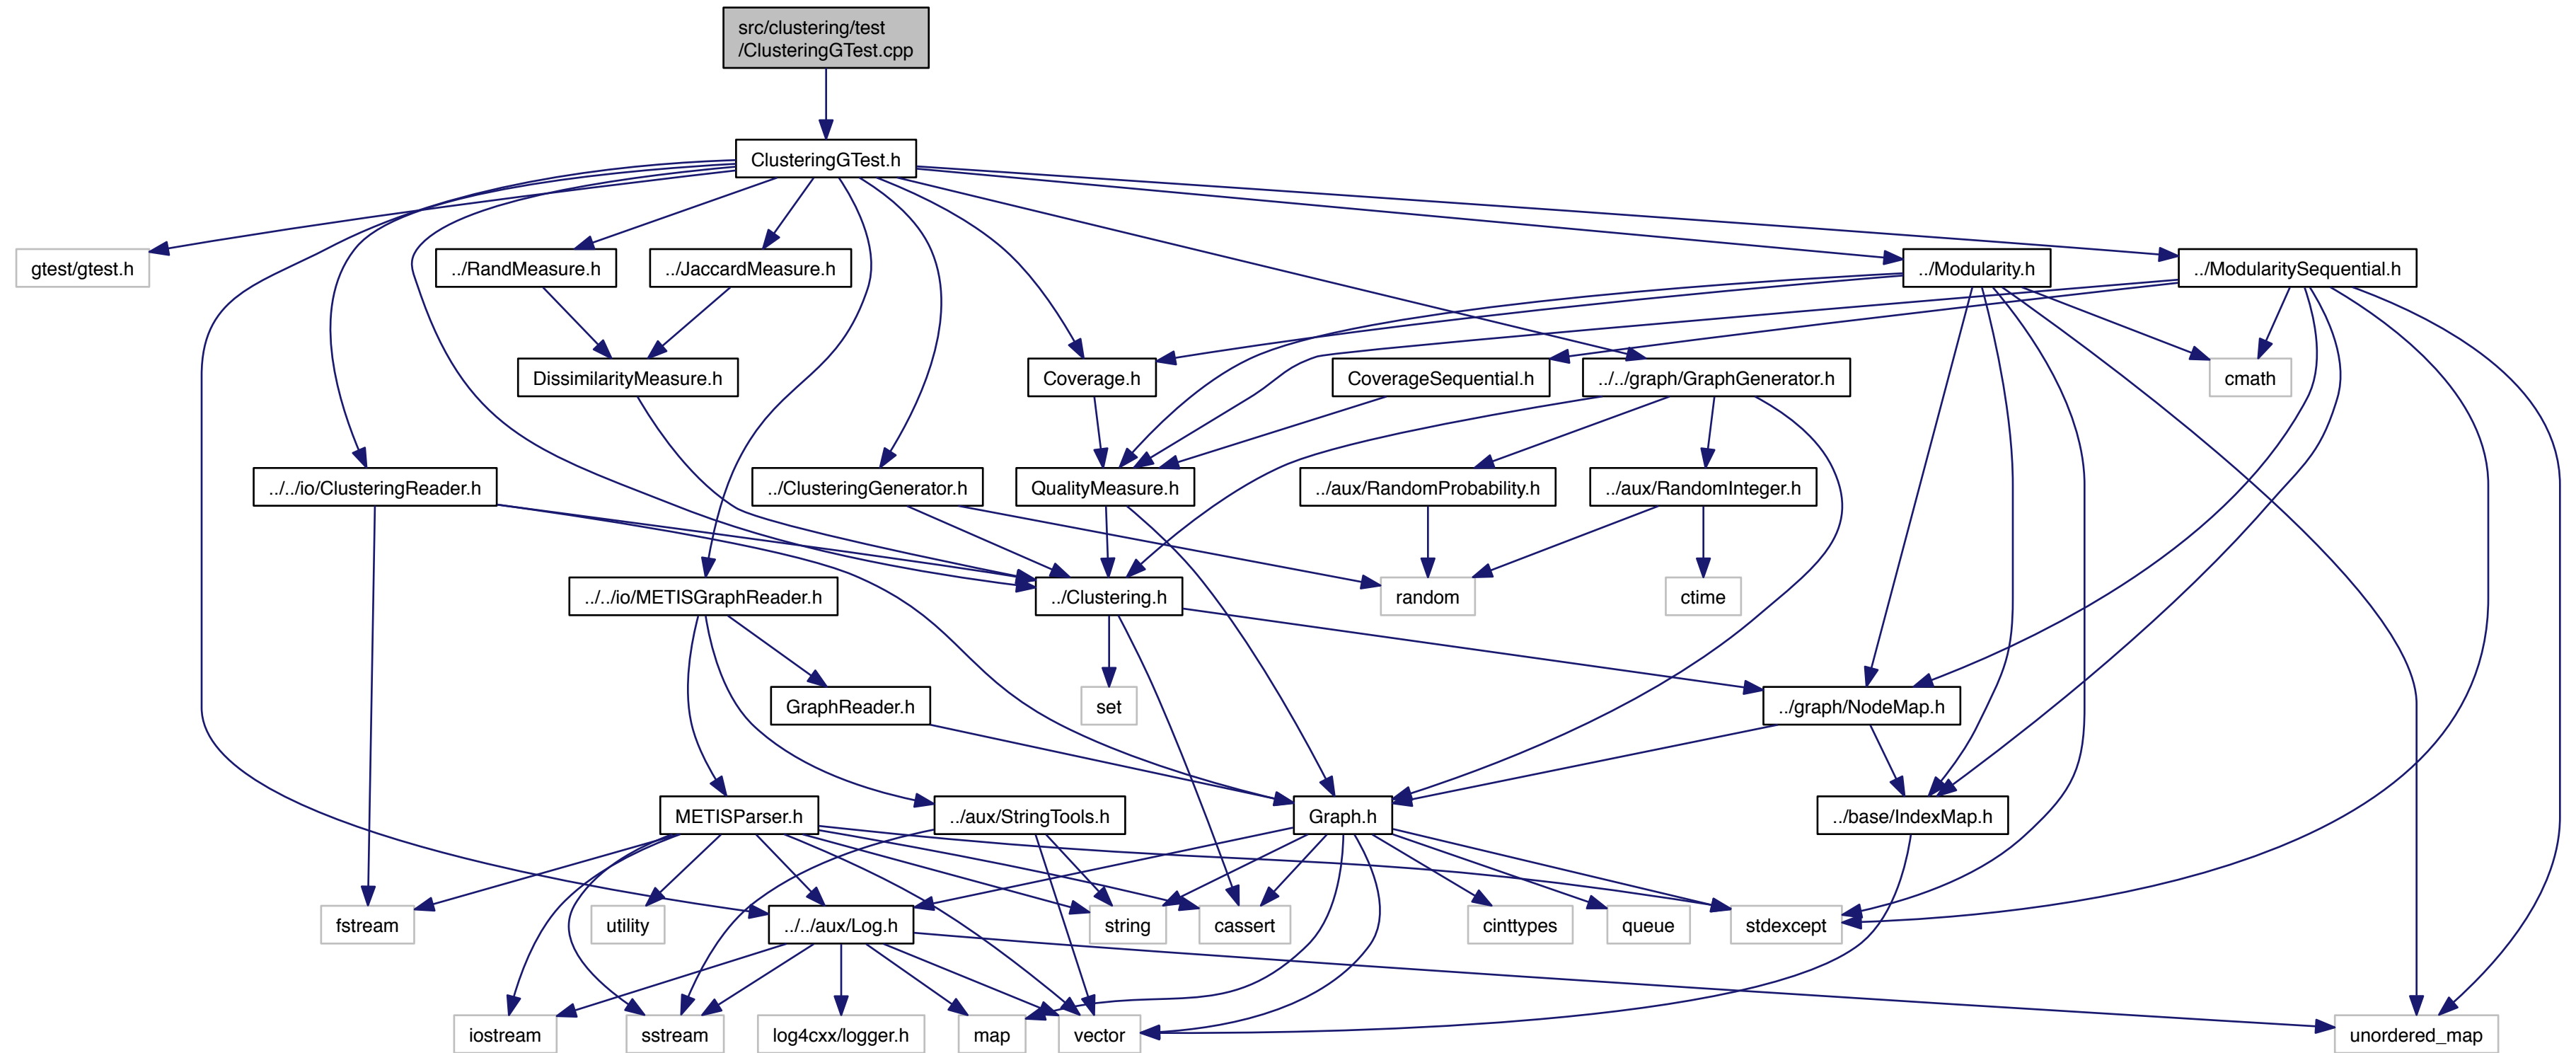 src/clustering/test
/ClusteringGTest.cpp
ClusteringGTest.h
gtest/gtest.h
../RandMeasure.h
../JaccardMeasure.h
../Modularity.h
../ModularitySequential.h
DissimilarityMeasure.h
Coverage.h
CoverageSequential.h
../../graph/GraphGenerator.h
cmath
../../io/ClusteringReader.h
../ClusteringGenerator.h
QualityMeasure.h
../aux/RandomProbability.h
../aux/RandomInteger.h
../../io/METISGraphReader.h
../Clustering.h
random
ctime
GraphReader.h
set
../graph/NodeMap.h
METISParser.h
../aux/StringTools.h
Graph.h
../base/IndexMap.h
fstream
utility
../../aux/Log.h
string
cassert
cinttypes
queue
stdexcept
iostream
sstream
log4cxx/logger.h
map
vector
unordered_map